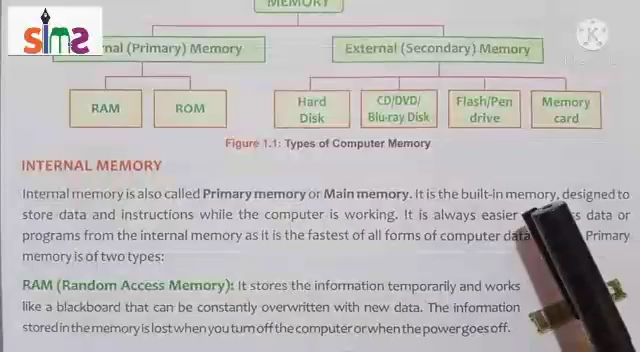 MEMORY
sims
nal (Primary) Memory
External (Secondary) Memory
RAM
ROM
Hard
Disk
CD/DVD/
Blu-ray Disk
Flash/Pen
drive
Memory
card
Figure 1.1: Types of Computer Memory
INTERNAL MEMORY
Internal memory is also called Primary memory or Main memory. It is the built-in memory, designed to
store data and instructions while the computer is working. It is always easier s data or
programs from the internal memory as it is the fastest of all forms of computer data Primary
memory is of two types:
RAM (Random Access Memory): It stores the information temporarily and works
like a blackboard that can be constantly overwritten with new data. The information
stored in the memory is lost when you turn off the computer or when the power goes off.